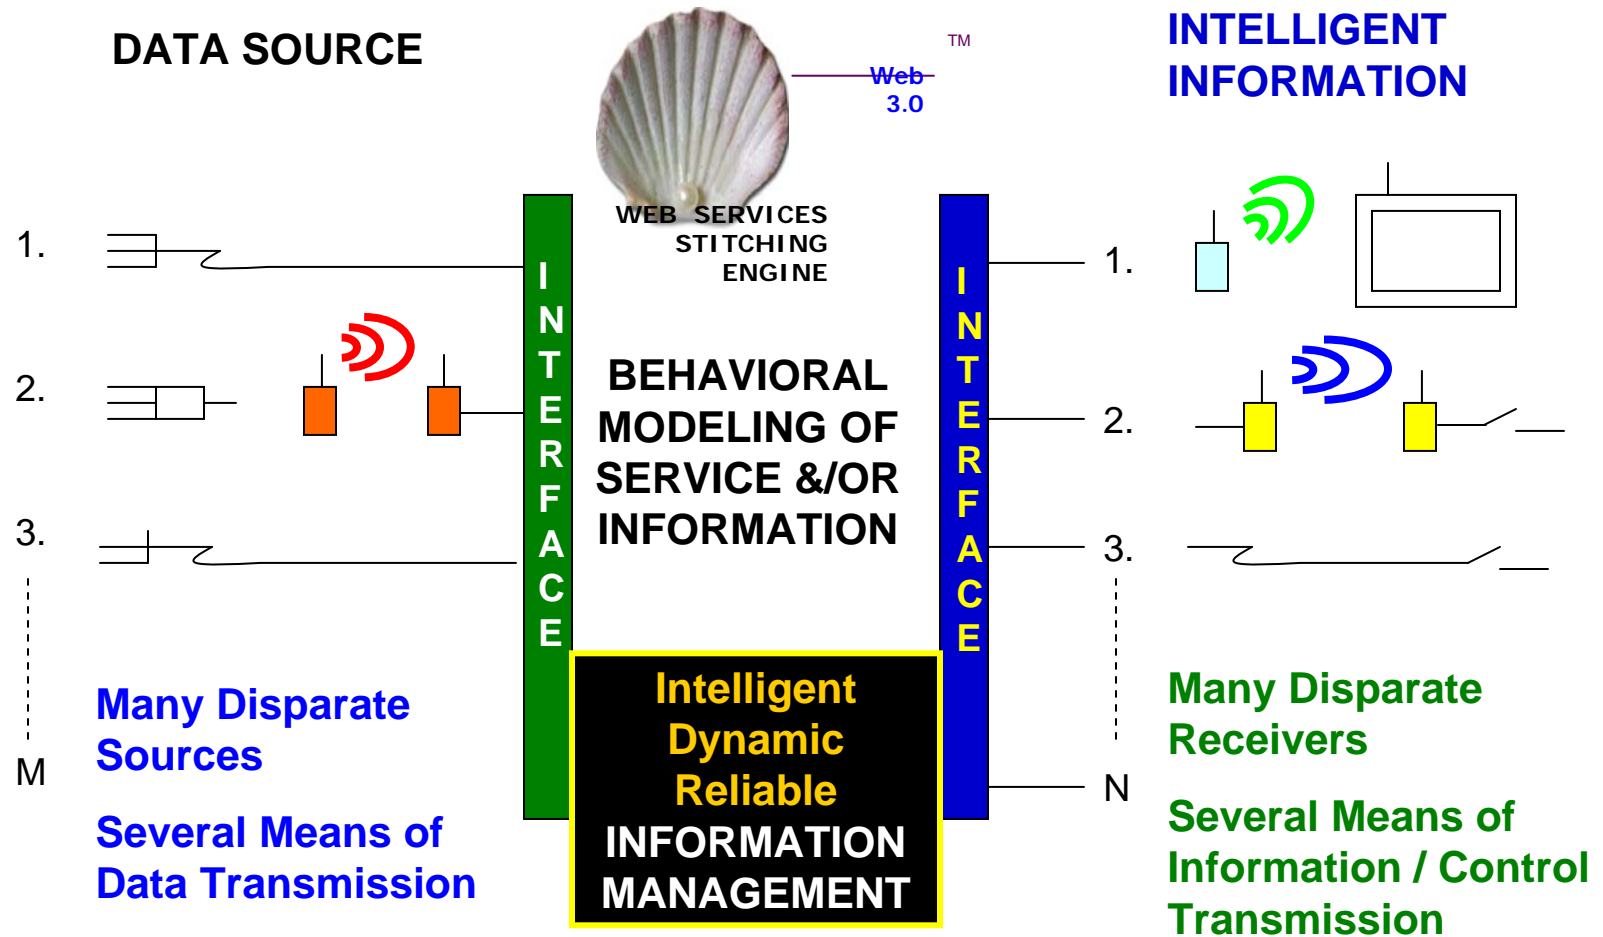 DATA SOURCE
TM
Web
3.0
INTELLIGENT
INFORMATION
WEB SERVICES
STITCHING
ENGINE
1.
2.
3.
M
INTERFACE
BEHAVIORAL
MODELING OF
SERVICE &/OR
INFORMATION
INTERFACE
1.
2.
3.
N
Many Disparate
Sources
Several Means of
Data Transmission
Intelligent
Dynamic
Reliable
INFORMATION
MANAGEMENT
Many Disparate
Receivers
Several Means of
Information / Control
Transmission